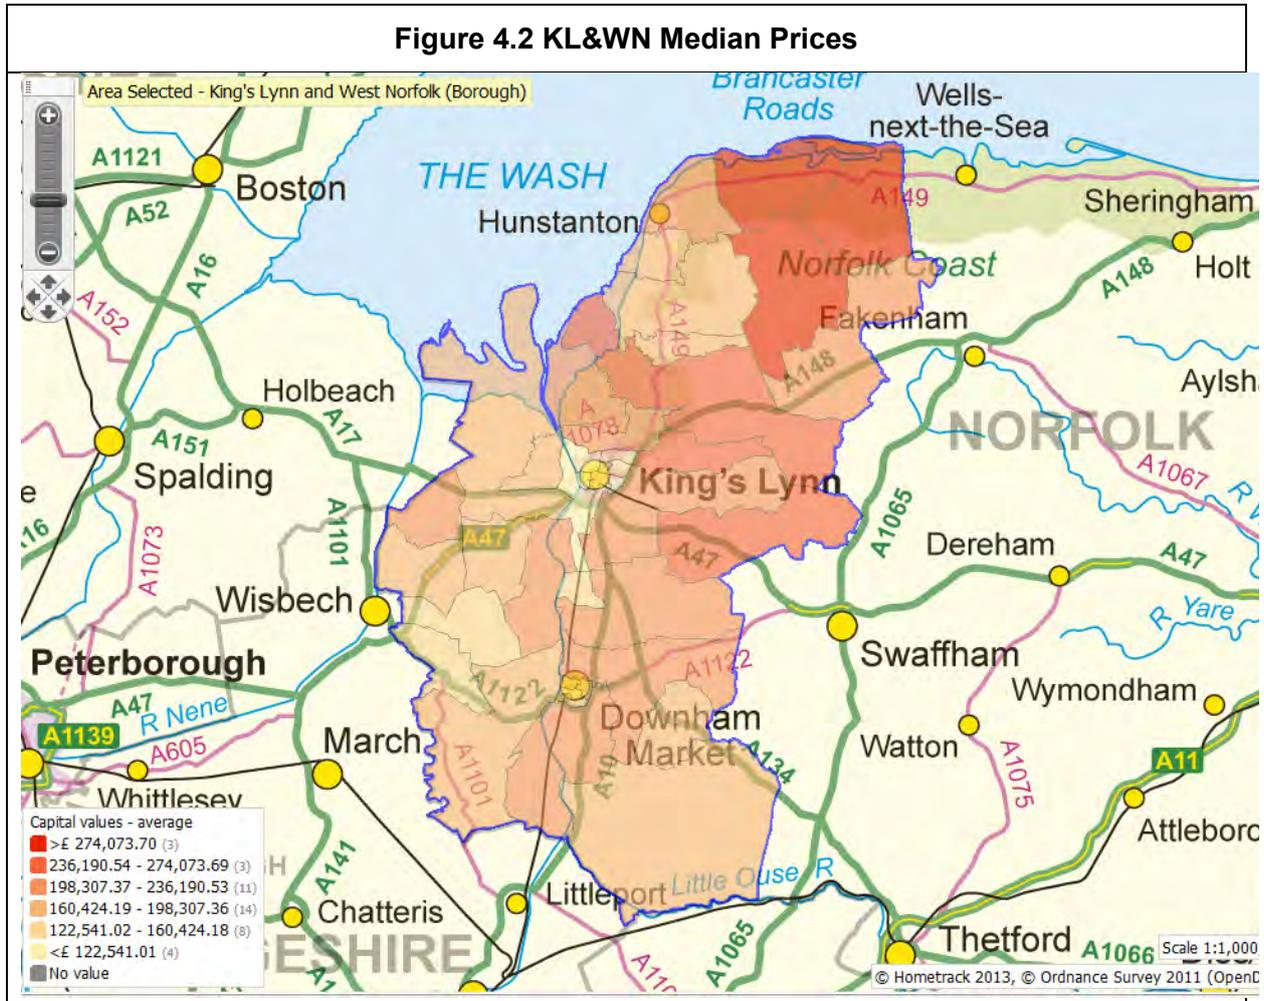 Figure 4.2 KL&WN Median Prices
Area Selected - King's Lynn and West Norfolk (Borough)
Brancaster
Roads
Wells-
next-the-Sea
A1121
Boston
THE WASH
A149
Sheringham
A52
Hunstanton
A16
Norfolk Coast
A148
Holt
A152
Fakenham
A149
A148
Holbeach
Aylsh
A17
A
1078
NORFOLK
A151
A1067
Spalding
King's Lynn
e
A1073
A1101
A47
A1065
A16
A47
Dereham
A47
Wisbech
R Yare
Swaffham
Peterborough
A1122
A1122
Wymondham
A47
R Nene
Downham
Market
A1139
A605
March
A134
Watton
A11
A1101
A10
A1075
Whittlesey
Attleboro
Capital values - average
>£ 274,073.70 (3)
236,190.54 - 274,073.69 (3)
198,307.37 - 236,190.53 (11)
160,424.19 - 198,307.36 (14)
122,541.02 - 160,424.18 (8)
<£ 122,541.01 (4)
No value
GH
A141
Littleport
Little Ouse R
Chatteris
GESHIRE
A1065
Thetford
A1066
Scale 1:1,000
A1
A110
© Hometrack 2013, © Ordnance Survey 2011 (OpenD